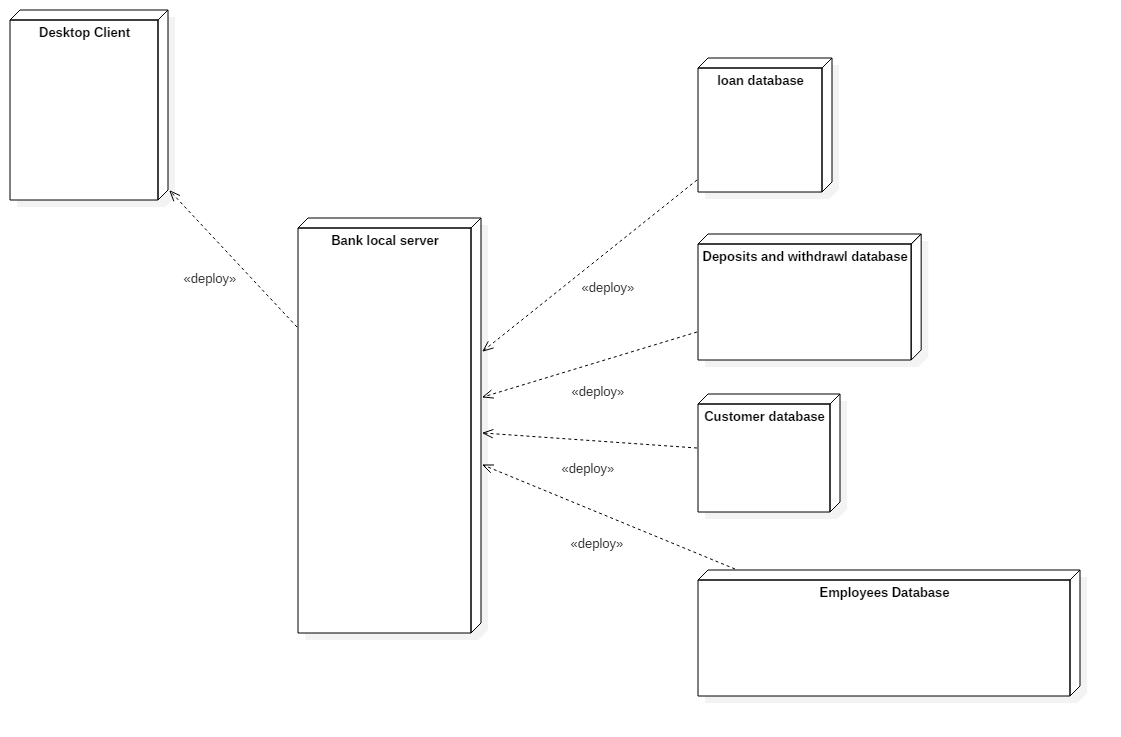 Desktop Client
loan database
Bank local server
Deposits and withdrawl database
«deploy»
«deploy»
«deploy»
Customer database
«deploy»
«deploy»
Employees Database